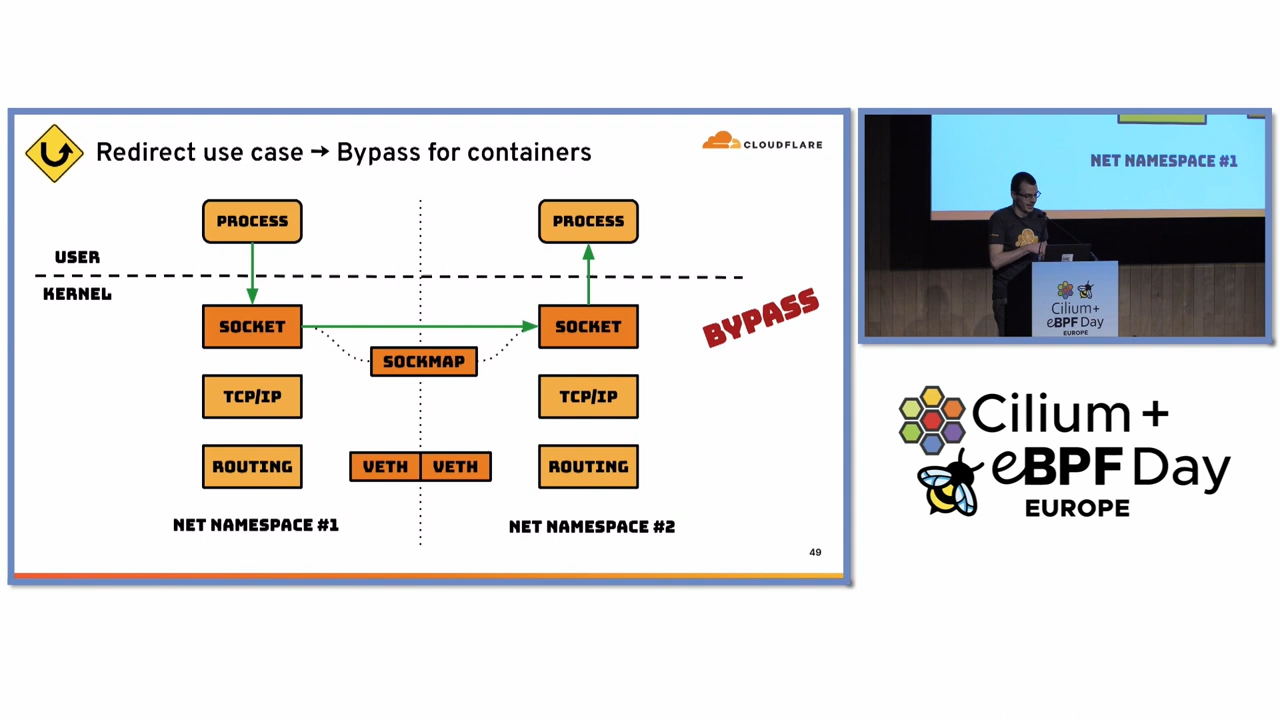 Redirect use case → Bypass for containers
CLOUDFLARE
PROCESS
PROCESS
USER
KERNEL
SOCKET
SOCKET
BYPASS
SOCKMAP
TCP/IP
TCP/IP
ROUTING
VETH
VETH
ROUTING
NET NAMESPACE #1
NET NAMESPACE #2
49
NET NAMESPACE #1
Cilium+
eBPF Day
EUROPE
Cilium +
eBPF Day
EUROPE